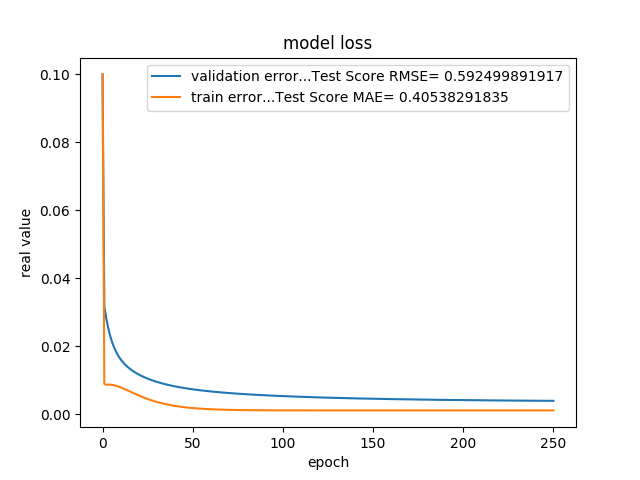 model loss
validation error...Test Score RMSE= 0.592499891917
train error...Test Score MAE= 0.40538291835
0.10
0.08
0.06
0.04
0.02
0.00
real value
0 50 100 150 200 250
epoch